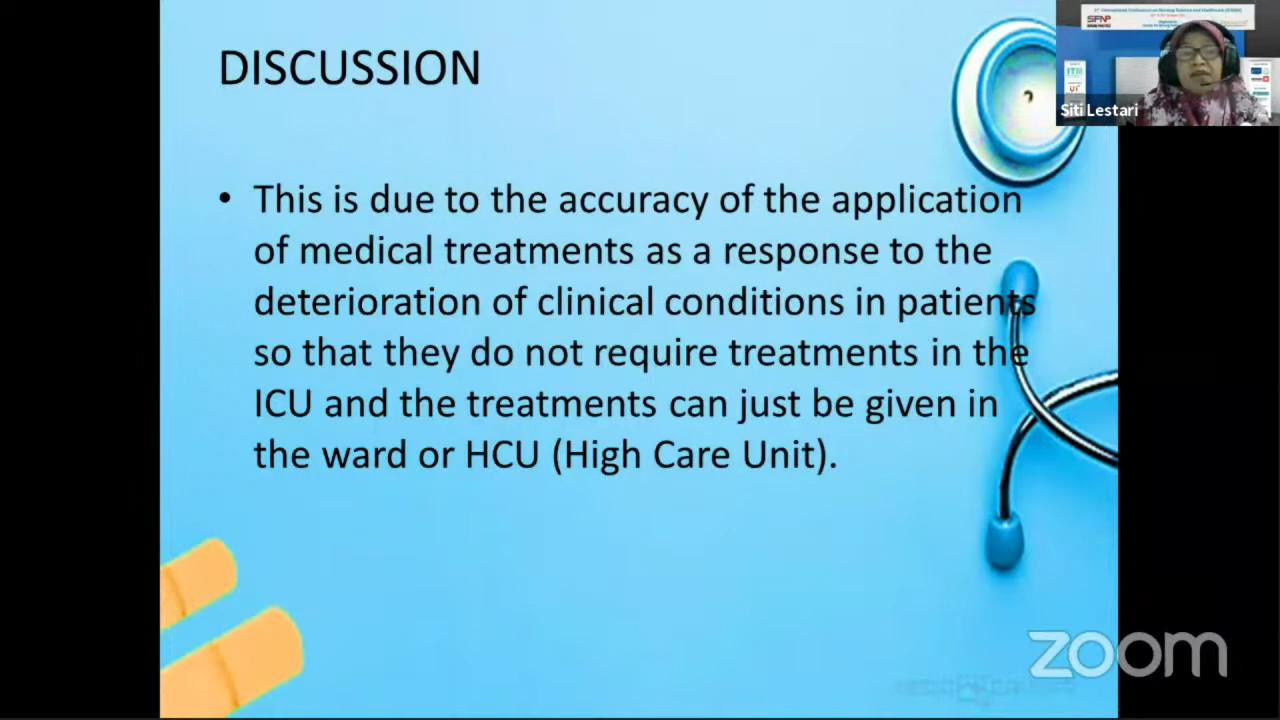 DISCUSSION
• This is due to the accuracy of the application
of medical treatments as a response to the
deterioration of clinical conditions in patients
so that they do not require treatments in the
ICU and the treatments can just be given in
the ward or HCU (High Care Unit).
Siti Lestari
zoom